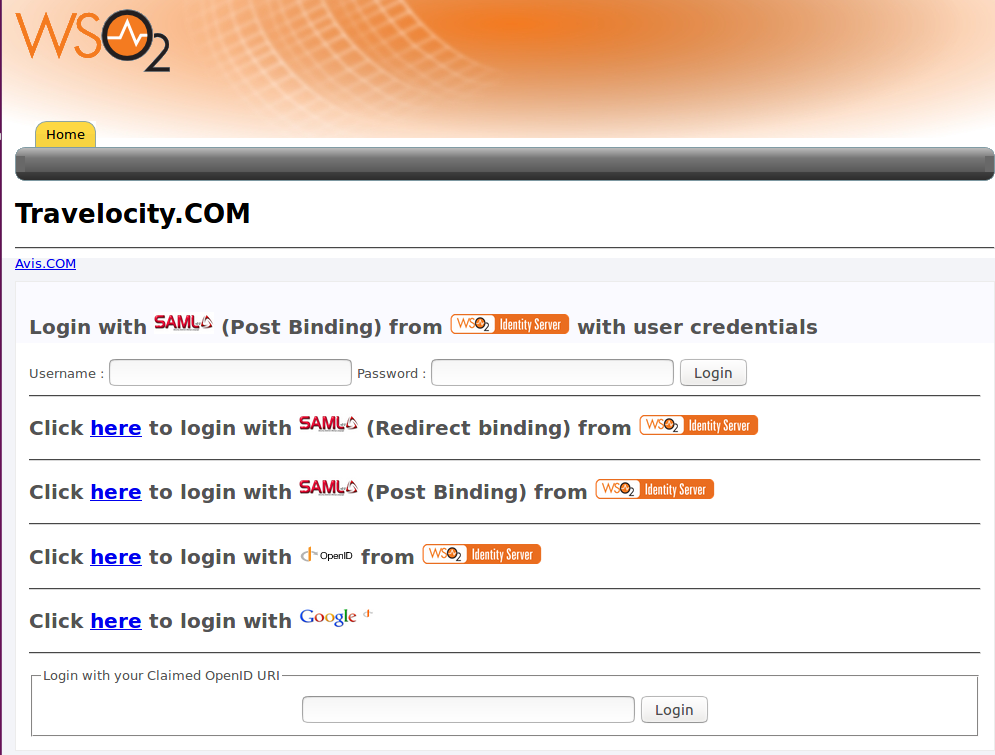 WSO2
Home
Travelocity.COM
Avis.COM
Login with SAML (Post Binding) from WSO2 Identity Server with user credentials
Username : Password : Login
Click here to login with SAML (Redirect binding) from WSO2 Identity Server
Click here to login with SAML (Post Binding) from WSO2 Identity Server
Click here to login with OpenID from WSO2 Identity Server
Click here to login with Google
Login with your Claimed OpenID URI
Login